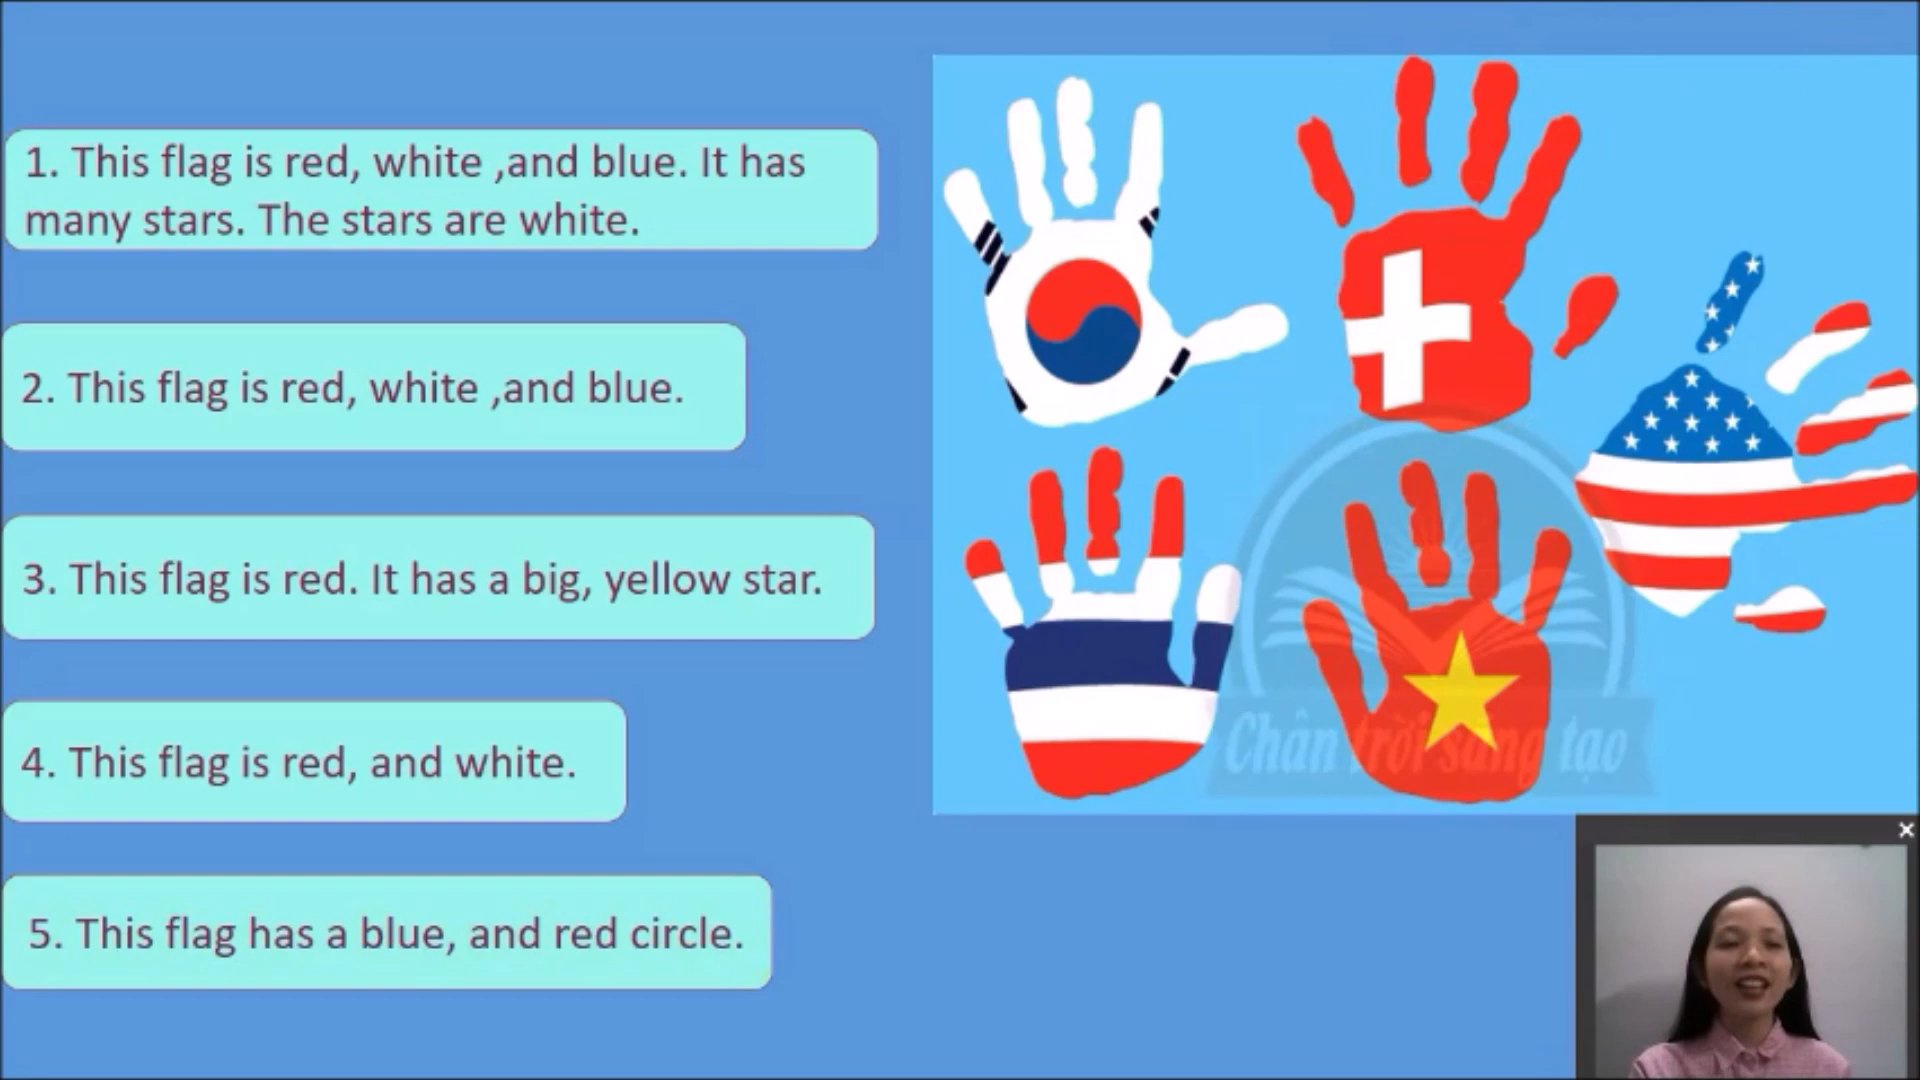 1. This flag is red, white ,and blue. It has
many stars. The stars are white.
2. This flag is red, white ,and blue.
3. This flag is red. It has a big, yellow star.
4. This flag is red, and white.
5. This flag has a blue, and red circle.
Chân trời sáng tạo